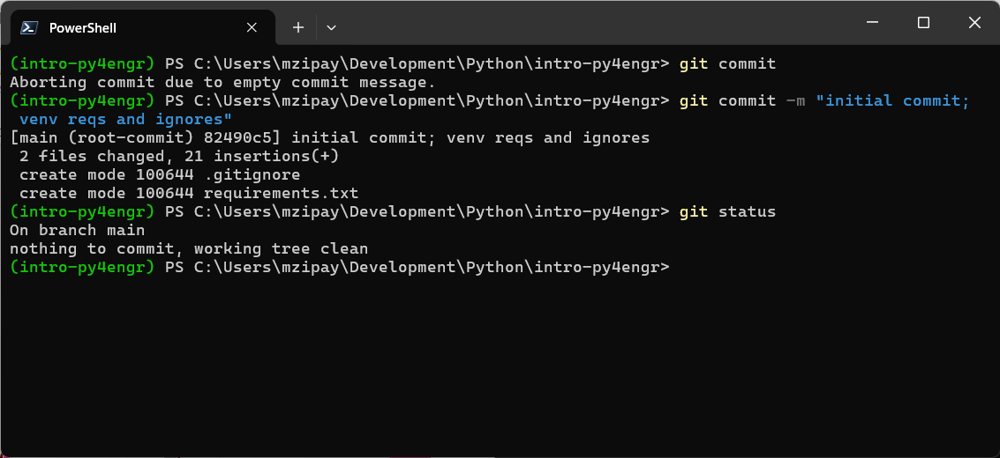 PowerShell
(intro-py4engr) PS C:\Users\mzipay\Development\Python\intro-py4engr> git commit
Aborting commit due to empty commit message.
(intro-py4engr) PS C:\Users\mzipay\Development\Python\intro-py4engr> git commit -m "initial commit;
 venv reqs and ignores"
[main (root-commit) 82490c5] initial commit; venv reqs and ignores
 2 files changed, 21 insertions(+)
 create mode 100644 .gitignore
 create mode 100644 requirements.txt
(intro-py4engr) PS C:\Users\mzipay\Development\Python\intro-py4engr> git status
On branch main
nothing to commit, working tree clean
(intro-py4engr) PS C:\Users\mzipay\Development\Python\intro-py4engr>